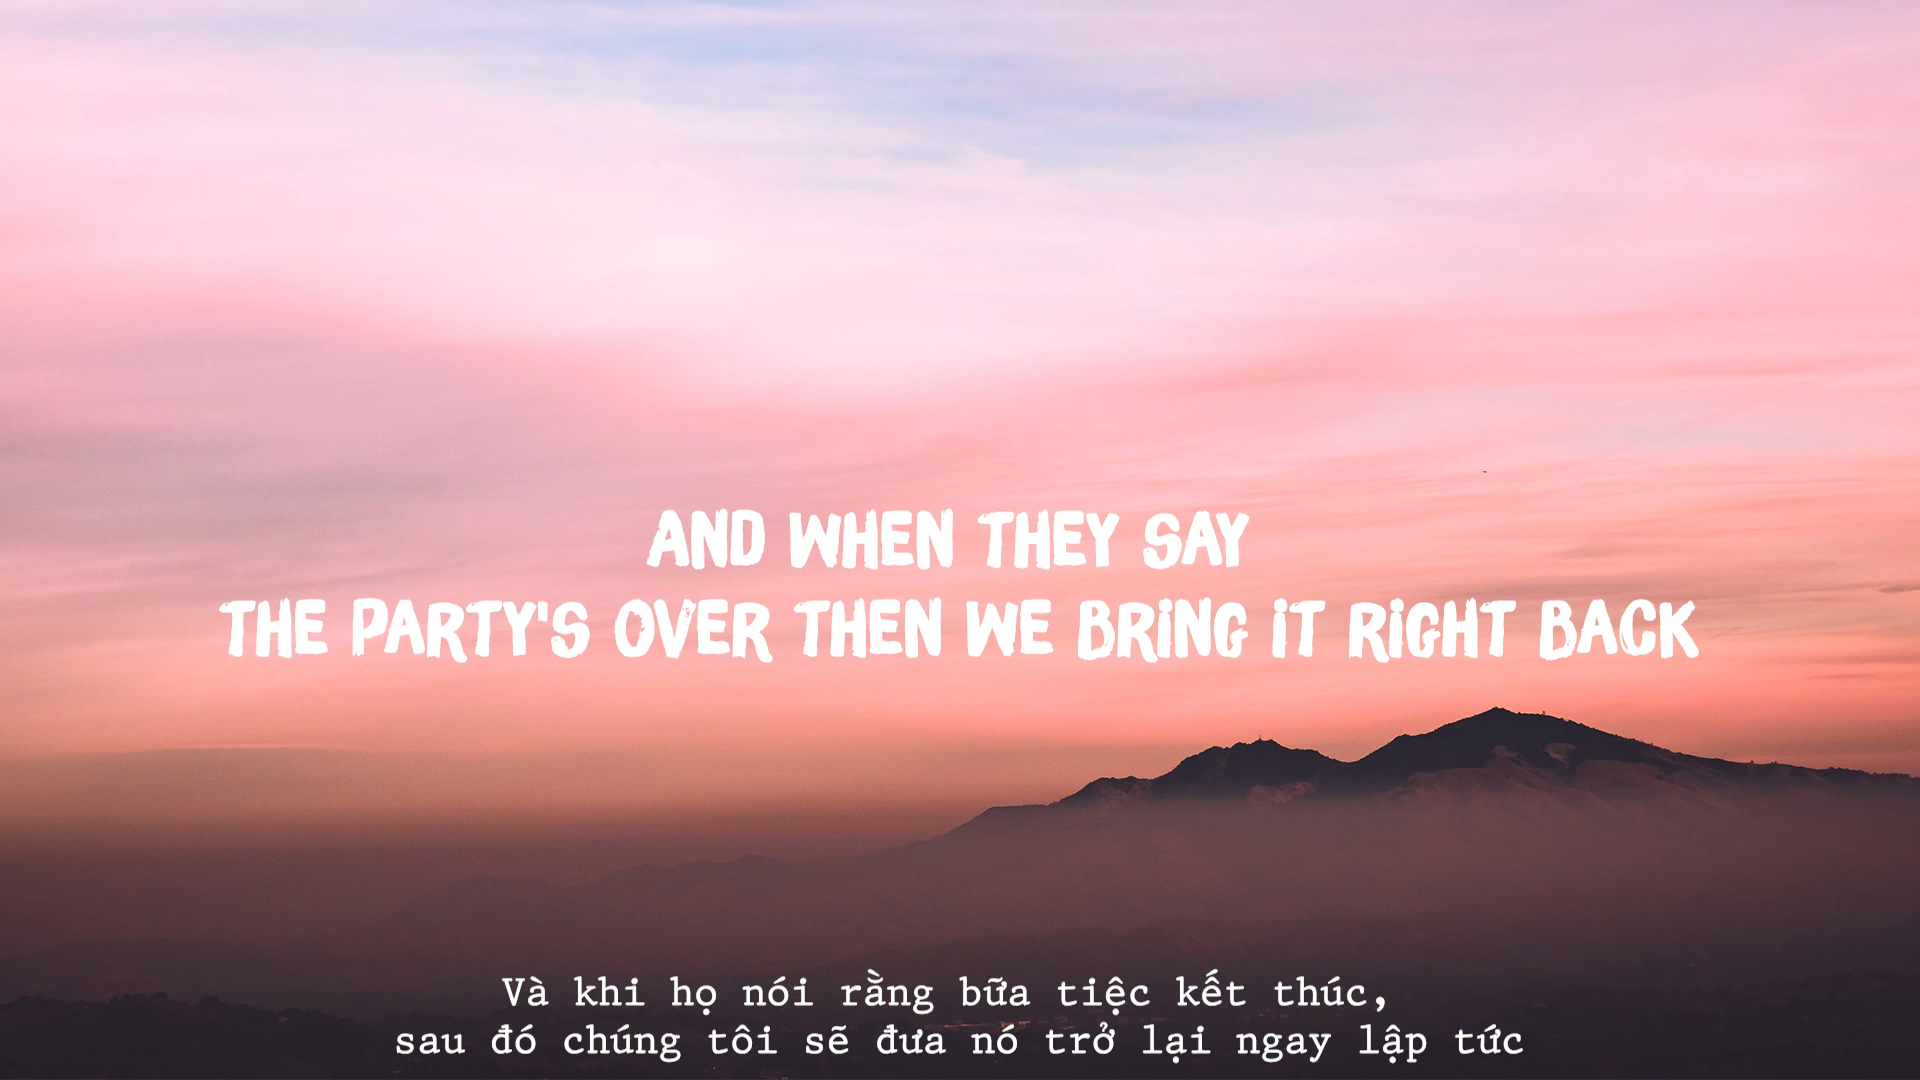 AND WHEN THEY SAY
THE PARTY'S OVER THEN WE BRING IT RIGHT BACK
Và khi họ nói rằng bữa tiệc kết thúc,
sau đó chúng tôi sẽ đưa nó trở lại ngay lập tức